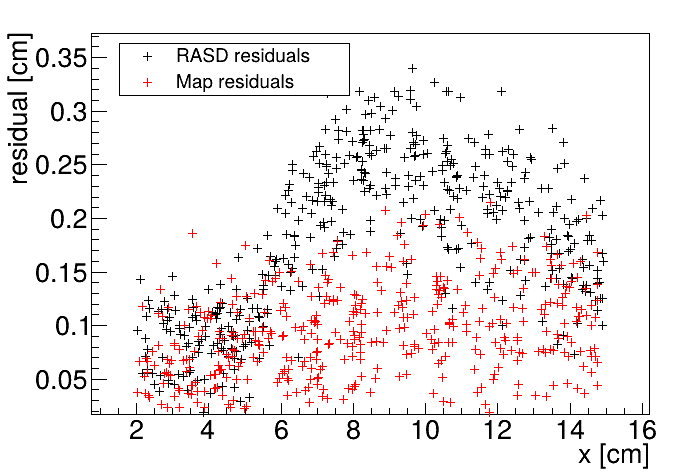 residual [cm]
0.35
0.3
0.25
0.2
0.15
0.1
0.05
RASD residuals
Map residuals
2 4 6 8 10 12 14 16
x [cm]